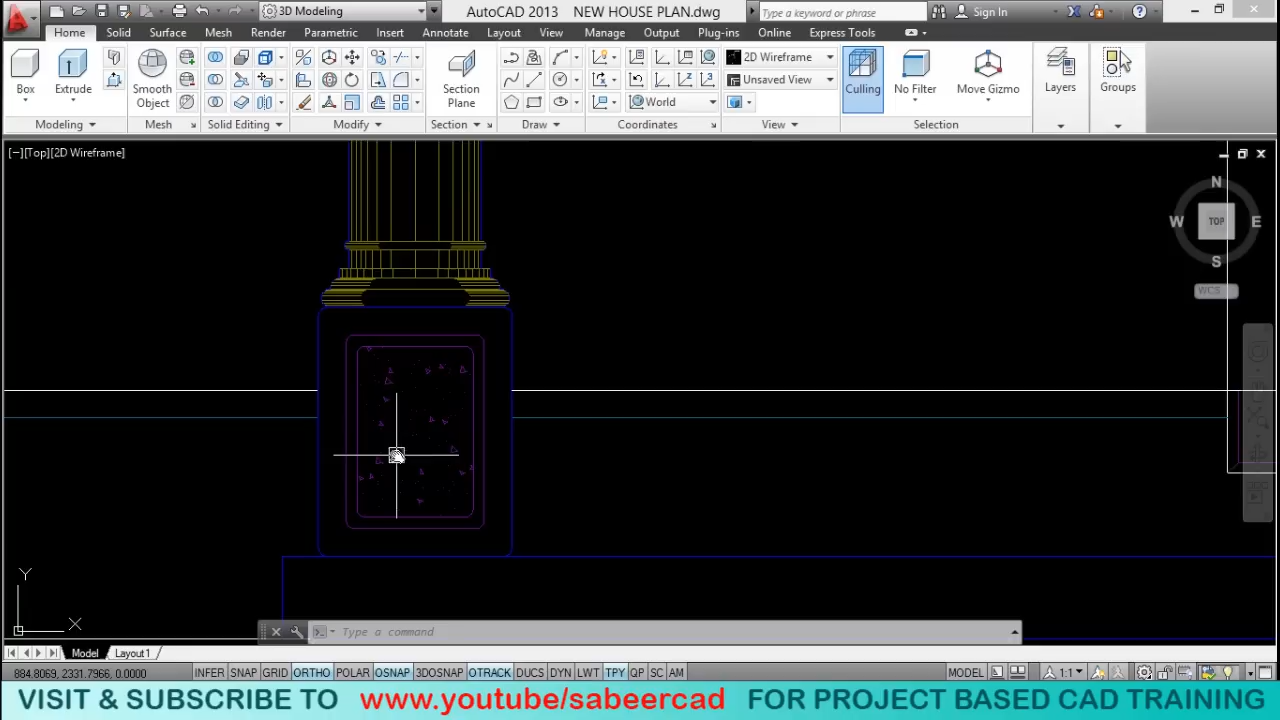 3D Modeling
AutoCAD 2013 NEW HOUSE PLAN.dwg
Type a keyword or phrase
Sign In
Home Solid Surface Mesh Render Parametric Insert Annotate Layout View Manage Output Plug-ins Online Express Tools
Box
Extrude
Smooth
Object
Section
Plane
World
2D Wireframe
Unsaved View
Culling
No Filter
Move Gizmo
Layers
Groups
Modeling Mesh Solid Editing Modify Section Draw Coordinates View Selection
[−][Top][2D Wireframe]
N
W TOP E
S
WCS
Y
X
Type a command
Model Layout1
884.8069, 2331.7966, 0.0000
INFER SNAP GRID ORTHO POLAR OSNAP 3DOSNAP OTRACK DUCS DYN LWT TPY QP SC AM
MODEL
1:1
VISIT & SUBSCRIBE TO www.youtube/sabeercad FOR PROJECT BASED CAD TRAINING